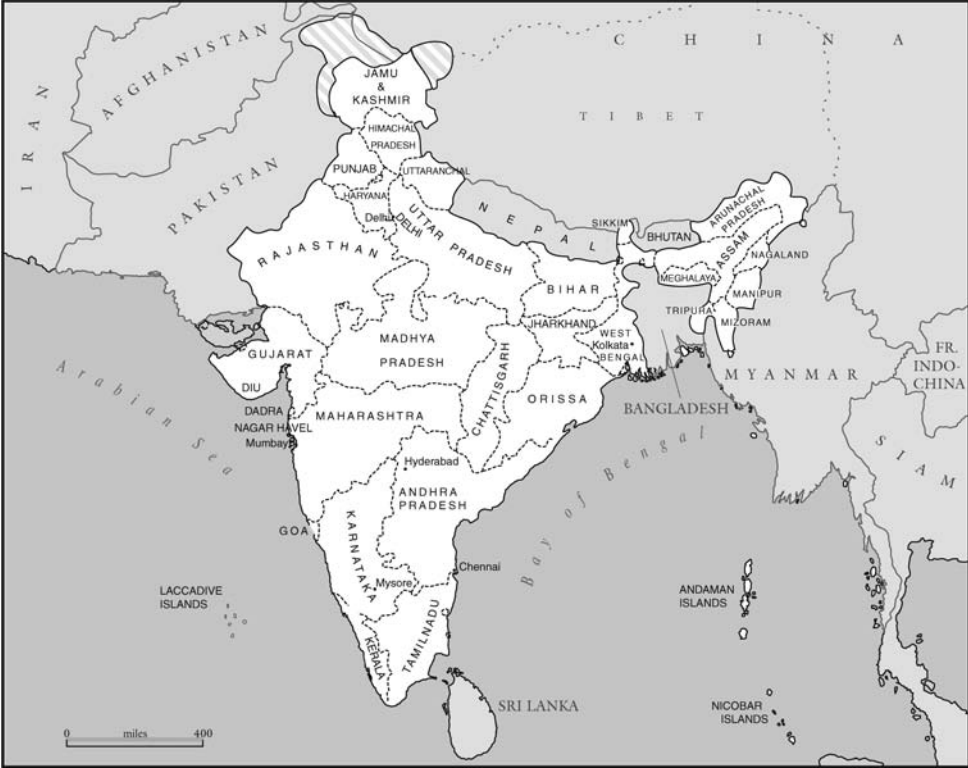 C H I N A
AFGHANISTAN
IRAN
TIBET
PAKISTAN
JAMU
&
KASHMIR
HIMACHAL
PRADESH
PUNJAB
UTTARANCHAL
HARYANA
Delhi
DELHI
UTTAR PRADESH
NEPAL
SIKKIM
BHUTAN
ARUNACHAL
PRADESH
ASSAM
NAGALAND
MEGHALAYA
MANIPUR
TRIPURA
MIZORAM
RAJASTHAN
BIHAR
JHARKHAND
WEST
Kolkata
BENGAL
MADHYA
PRADESH
GUJARAT
DIU
CHATTISGARH
ORISSA
BANGLADESH
MYANMAR
FR.
INDO-
CHINA
SIAM
Arabian Sea
DADRA
NAGAR HAVEL
Mumbay
MAHARASHTRA
Hyderabad
ANDHRA
PRADESH
Bay of Bengal
GOA
KARNATAKA
Mysore
Chennai
LACCADIVE
ISLANDS
KERALA
TAMILNADU
ANDAMAN
ISLANDS
SRI LANKA
NICOBAR
ISLANDS
0 miles 400